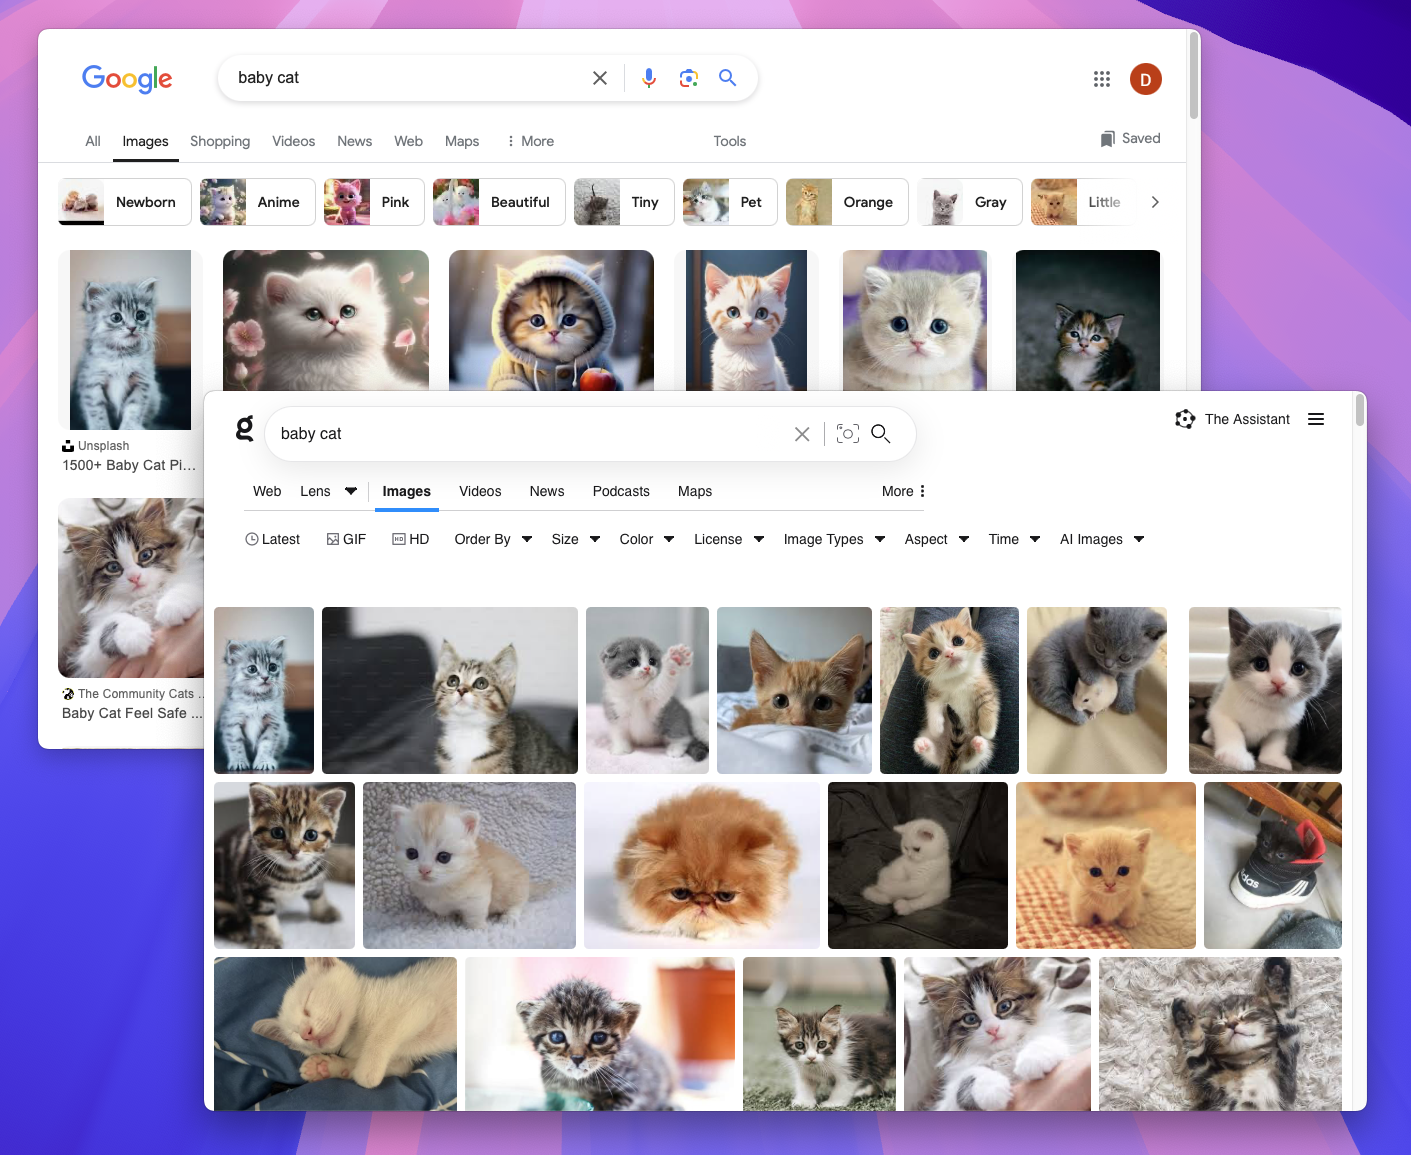 Google
baby cat
D
All Images Shopping Videos News Web Maps More Tools
Saved
Newborn Anime Pink Beautiful Tiny Pet Orange Gray Little
Unsplash
1500+ Baby Cat Pi...
The Community Cats ...
Baby Cat Feel Safe ...
g
baby cat
The Assistant
Web Lens Images Videos News Podcasts Maps More
Latest GIF HD HD Order By Size Color License Image Types Aspect Time AI Images
adidas